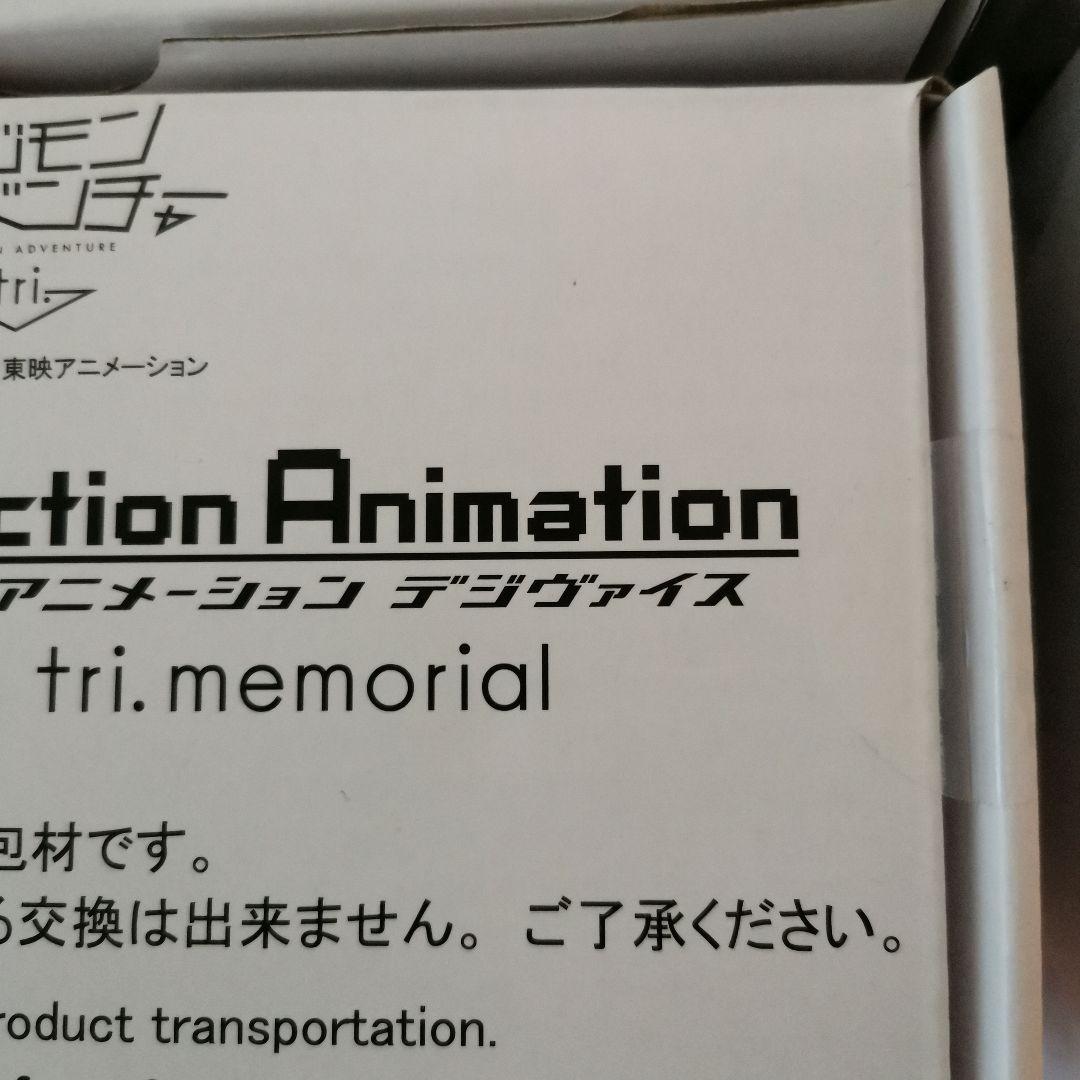 ジモン
ベンチャー
ADVENTURE
tri.
東映アニメーション
ction Animation
アニメーション デジヴァイス
tri. memorial
包材です。
る交換は出来ません。ご了承ください。
roduct transportation.